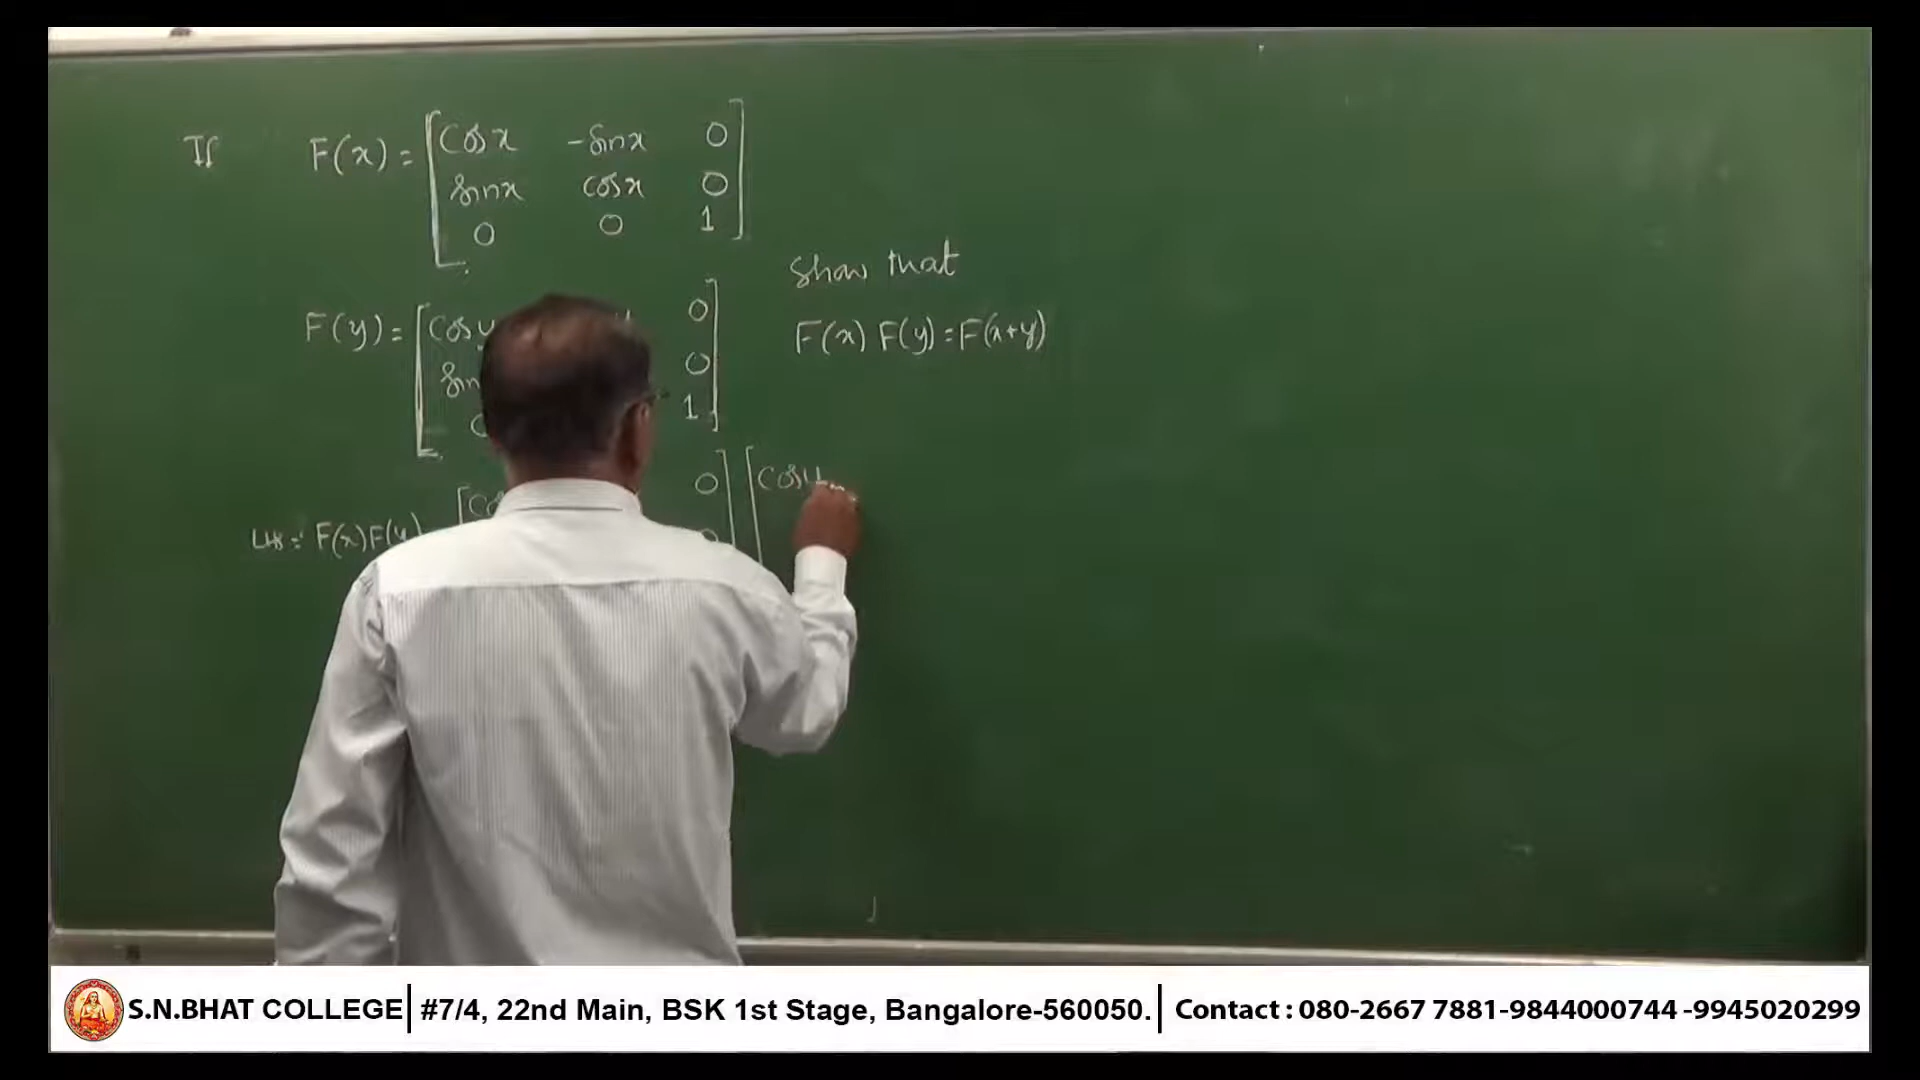 If F(x) = [ Cos x  -sin x  0
sin x  cos x  0
0  0  1 ]
Show that
F(y) = [ Cos y  0
F(x) F(y) = F(x+y)
sin  0
0  1 ]
[ Cos  0 ] [ Cos y
LHS = F(x) F(y)  0
S.N.BHAT COLLEGE | #7/4, 22nd Main, BSK 1st Stage, Bangalore-560050. | Contact : 080-2667 7881-9844000744 -9945020299